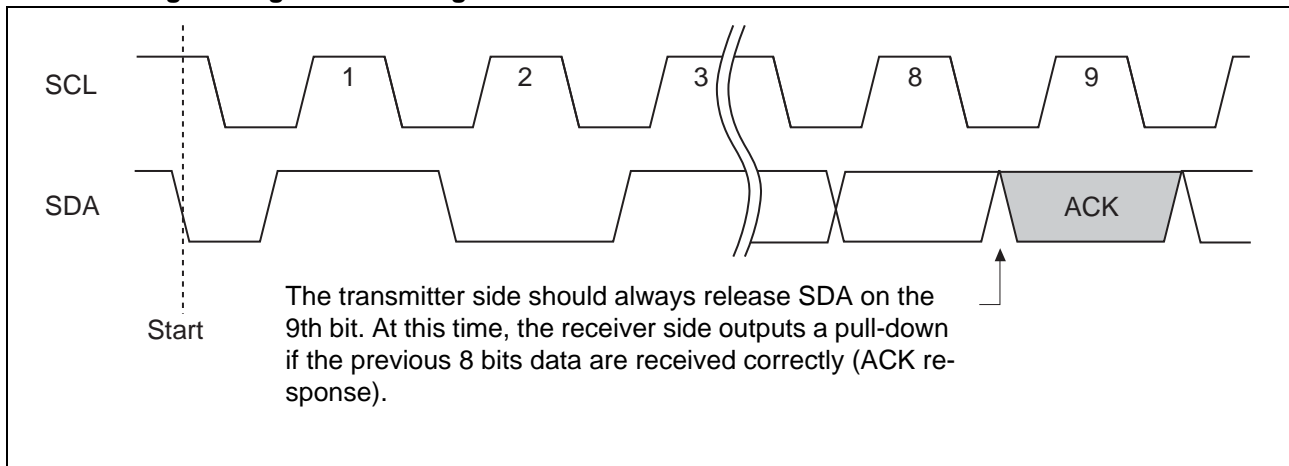 SCL
1
2
3
8
9
SDA
ACK
Start
The transmitter side should always release SDA on the
9th bit. At this time, the receiver side outputs a pull-down
if the previous 8 bits data are received correctly (ACK re-
sponse).